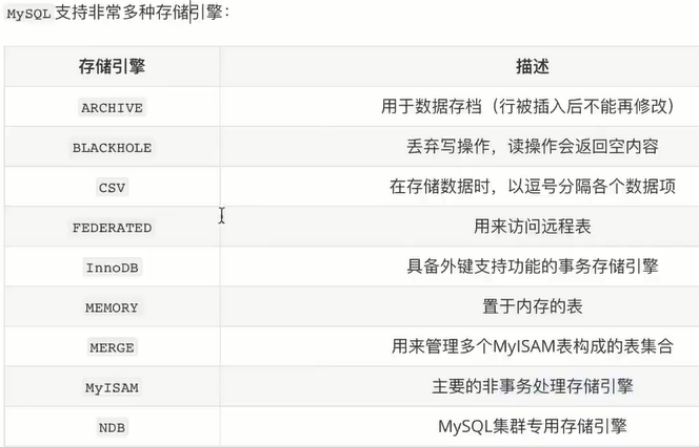 MySQL支持非常多种存储引擎：
存储引擎 描述
ARCHIVE 用于数据存档（行被插入后不能再修改）
BLACKHOLE 丢弃写操作，读操作会返回空内容
CSV 在存储数据时，以逗号分隔各个数据项
FEDERATED 用来访问远程表
InnoDB 具备外键支持功能的事务存储引擎
MEMORY 置于内存的表
MERGE 用来管理多个MyISAM表构成的表集合
MyISAM 主要的非事务处理存储引擎
NDB MySQL集群专用存储引擎